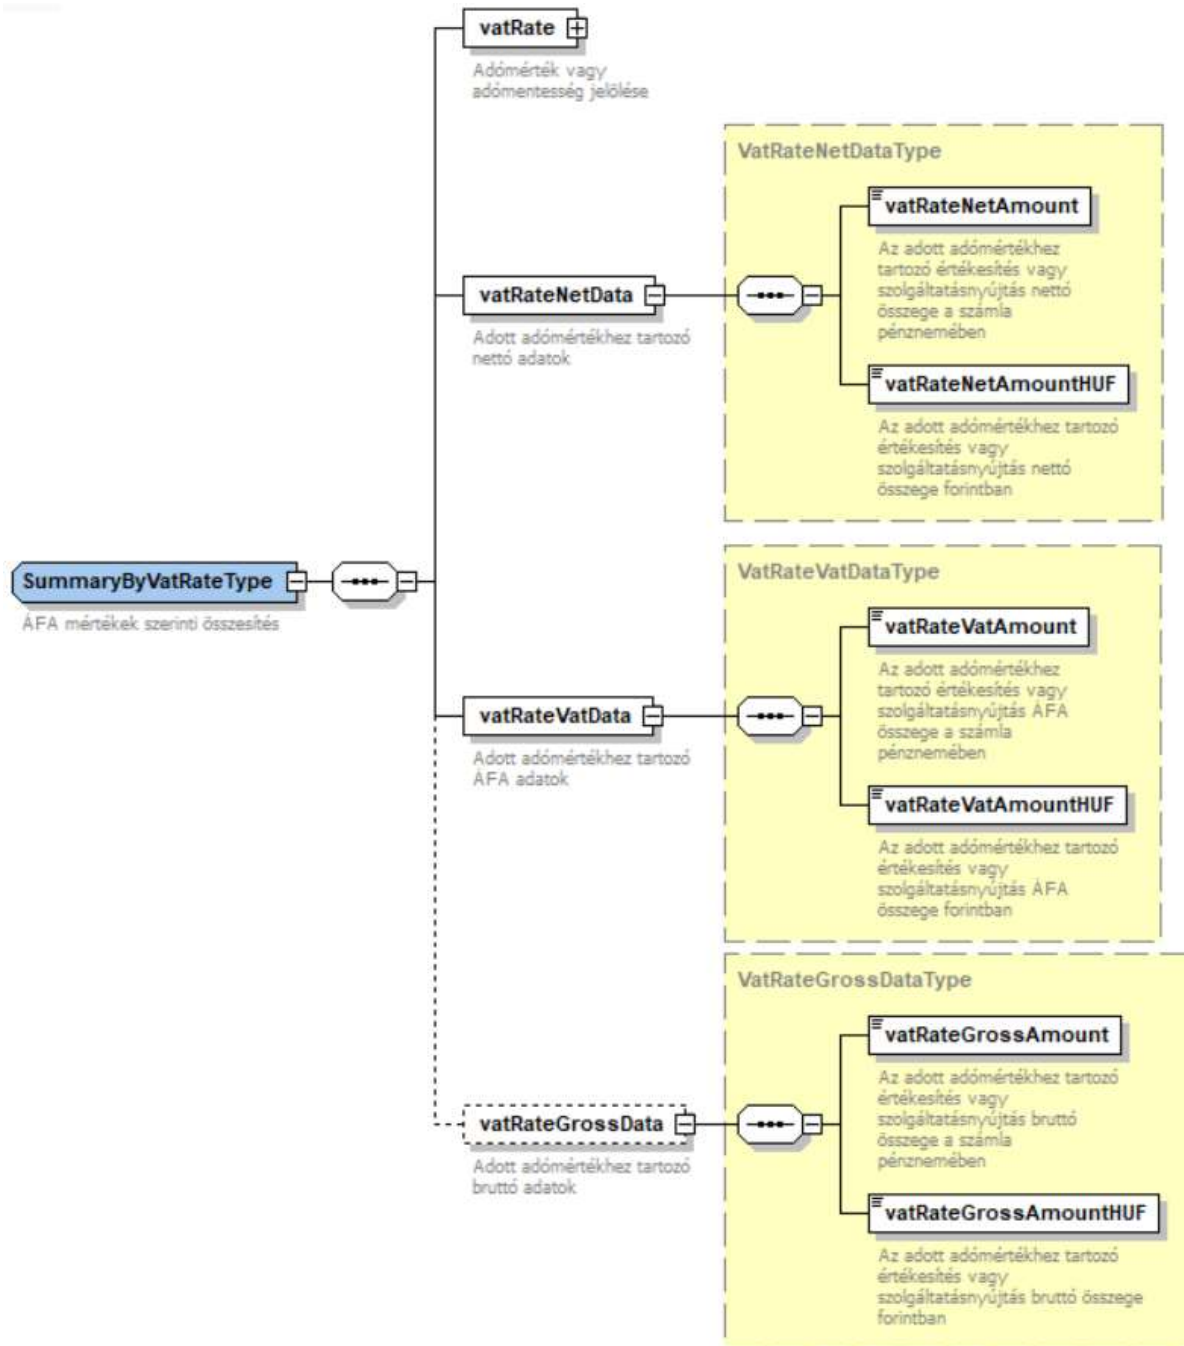 vatRate
Adómérték vagy
adómentesség jelölése
VatRateNetDataType
vatRateNetAmount
Az adott adómértékhez
tartozó értékesítés vagy
szolgáltatásnyújtás nettó
összege a számla
pénznemében
vatRateNetData
Adott adómértékhez tartozó
nettó adatok
vatRateNetAmountHUF
Az adott adómértékhez tartozó
értékesítés vagy
szolgáltatásnyújtás nettó
összege forintban
SummaryByVatRateType
ÁFA mértékek szerinti összesítés
VatRateVatDataType
vatRateVatAmount
Az adott adómértékhez
tartozó értékesítés vagy
szolgáltatásnyújtás ÁFA
összege a számla
pénznemében
vatRateVatData
Adott adómértékhez tartozó
ÁFA adatok
vatRateVatAmountHUF
Az adott adómértékhez tartozó
értékesítés vagy
szolgáltatásnyújtás ÁFA
összege forintban
VatRateGrossDataType
vatRateGrossAmount
Az adott adómértékhez tartozó
értékesítés vagy
szolgáltatásnyújtás bruttó
összege a számla
pénznemében
vatRateGrossData
Adott adómértékhez tartozó
bruttó adatok
vatRateGrossAmountHUF
Az adott adómértékhez tartozó
értékesítés vagy
szolgáltatásnyújtás bruttó összege
forintban